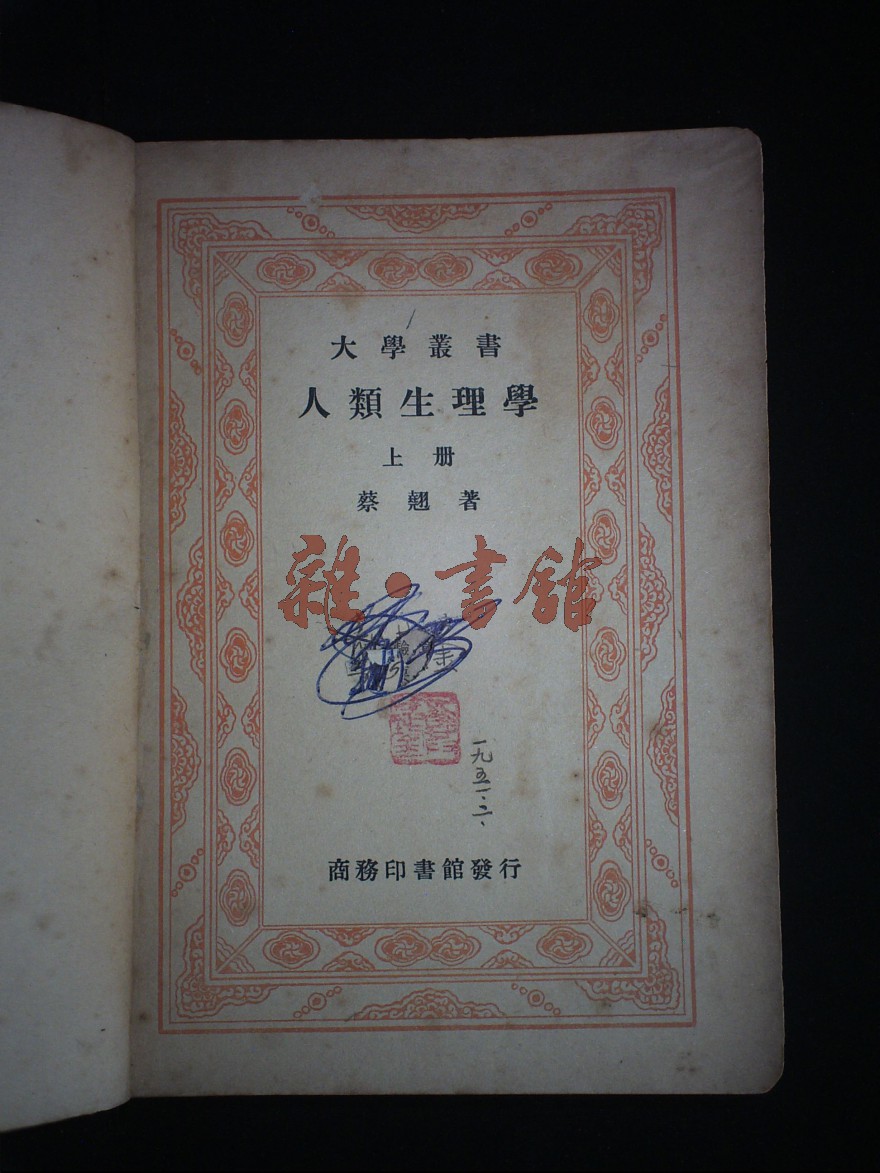 大學叢書
人類生理學
上册
蔡翹著
雜·書館
一九五一.二.
商務印書館發行